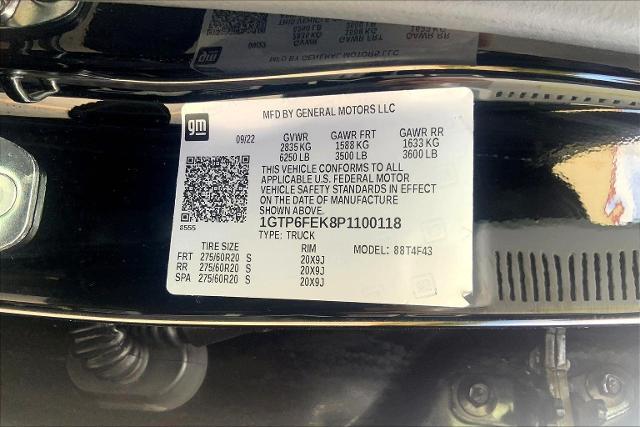 MFD BY GENERAL MOTORS LLC
gm
09/22 GVWR GAWR FRT GAWR RR
2835 KG 1588 KG 1633 KG
6250 LB 3500 LB 3600 LB
THIS VEHICLE CONFORMS TO ALL
APPLICABLE U.S. FEDERAL MOTOR
VEHICLE SAFETY STANDARDS IN EFFECT
ON THE DATE OF MANUFACTURE
SHOWN ABOVE.
8555
1GTP6FEK8P1100118
TYPE: TRUCK
MODEL: 88T4F43
TIRE SIZE RIM
FRT 275/60R20 S 20X9J
RR 275/60R20 S 20X9J
SPA 275/60R20 S 20X9J